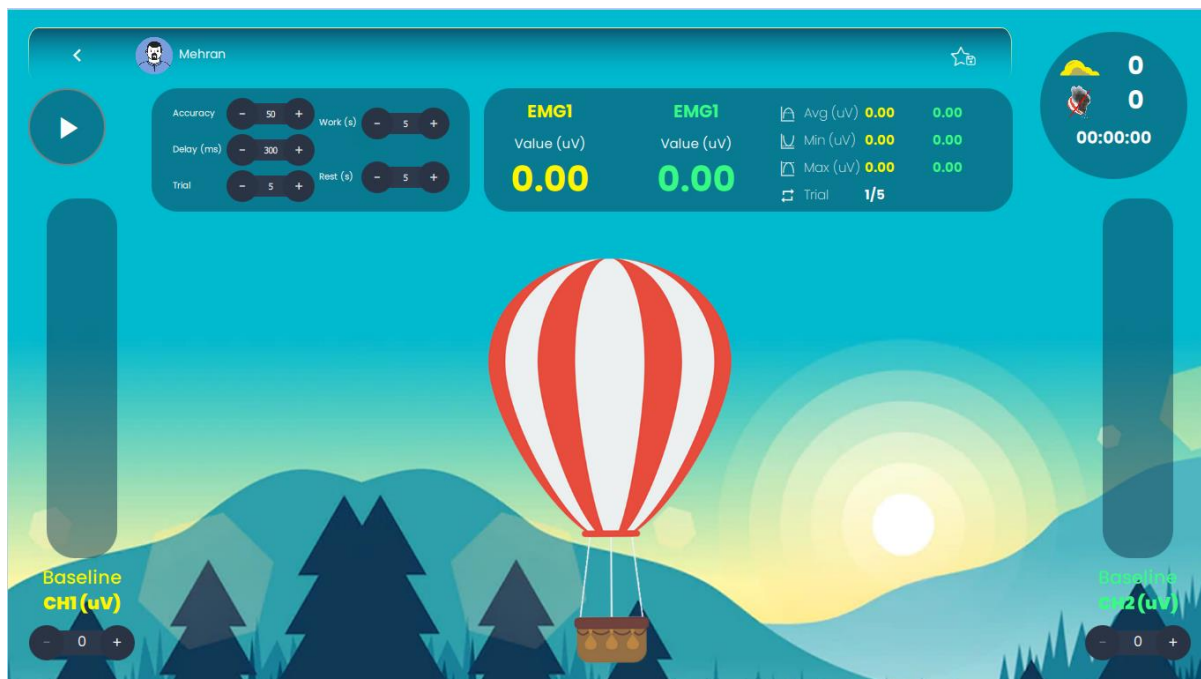 Mehran
Accuracy - 50 +
Delay (ms) - 300 +
Trial - 5 +
Work (s) - 5 +
Rest (s) - 5 +
EMG1
Value (uV)
0.00
EMG1
Value (uV)
0.00
Avg (uV) 0.00 0.00
Min (uV) 0.00 0.00
Max (uV) 0.00 0.00
Trial 1/5
0
0
00:00:00
Baseline
CH1 (uV)
- 0 +
Baseline
CH2 (uV)
- 0 +